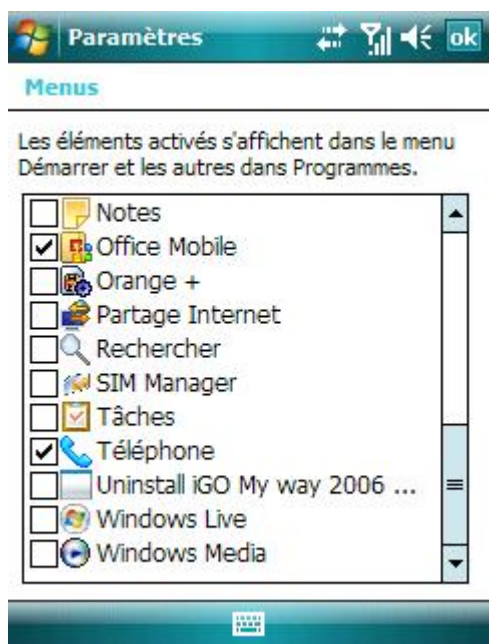 Paramètres ok
Menus
Les éléments activés s'affichent dans le menu
Démarrer et les autres dans Programmes.
Notes
Office Mobile
Orange +
Partage Internet
Rechercher
SIM Manager
Tâches
Téléphone
Uninstall iGO My way 2006 ...
Windows Live
Windows Media